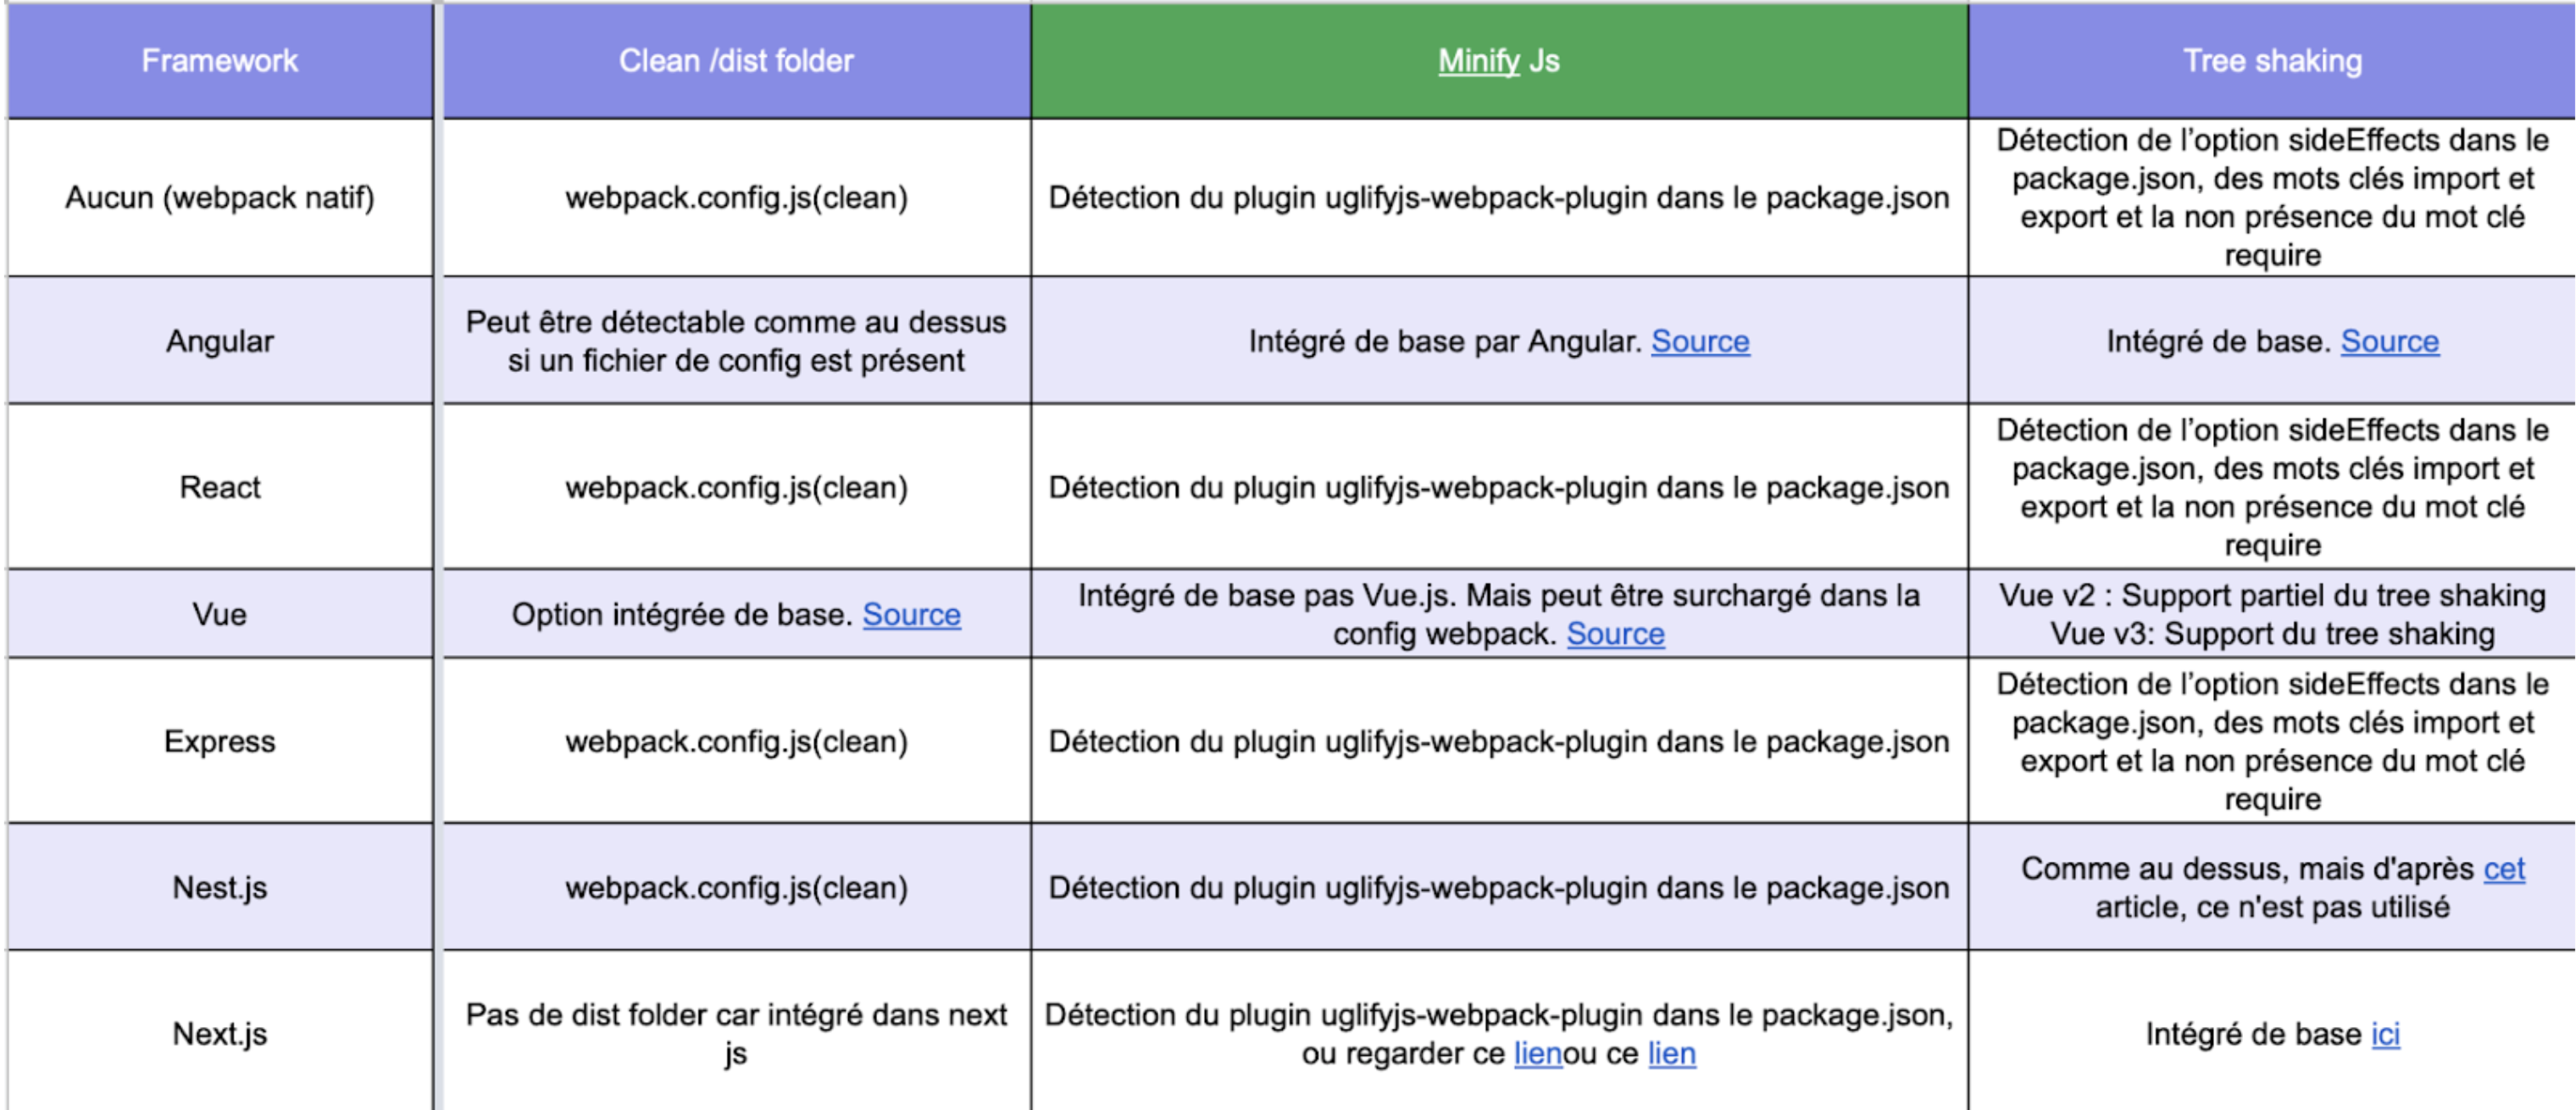 Framework
Clean /dist folder
Minify Js
Tree shaking
Aucun (webpack natif)
webpack.config.js(clean)
Détection du plugin uglifyjs-webpack-plugin dans le package.json
Détection de l’option sideEffects dans le
package.json, des mots clés import et
export et la non présence du mot clé
require
Angular
Peut être détectable comme au dessus
si un fichier de config est présent
Intégré de base par Angular. Source
Intégré de base. Source
React
webpack.config.js(clean)
Détection du plugin uglifyjs-webpack-plugin dans le package.json
Détection de l’option sideEffects dans le
package.json, des mots clés import et
export et la non présence du mot clé
require
Vue
Option intégrée de base. Source
Intégré de base pas Vue.js. Mais peut être surchargé dans la
config webpack. Source
Vue v2 : Support partiel du tree shaking
Vue v3: Support du tree shaking
Express
webpack.config.js(clean)
Détection du plugin uglifyjs-webpack-plugin dans le package.json
Détection de l’option sideEffects dans le
package.json, des mots clés import et
export et la non présence du mot clé
require
Nest.js
webpack.config.js(clean)
Détection du plugin uglifyjs-webpack-plugin dans le package.json
Comme au dessus, mais d'après cet
article, ce n'est pas utilisé
Next.js
Pas de dist folder car intégré dans next
js
Détection du plugin uglifyjs-webpack-plugin dans le package.json,
ou regarder ce lienou ce lien
Intégré de base ici